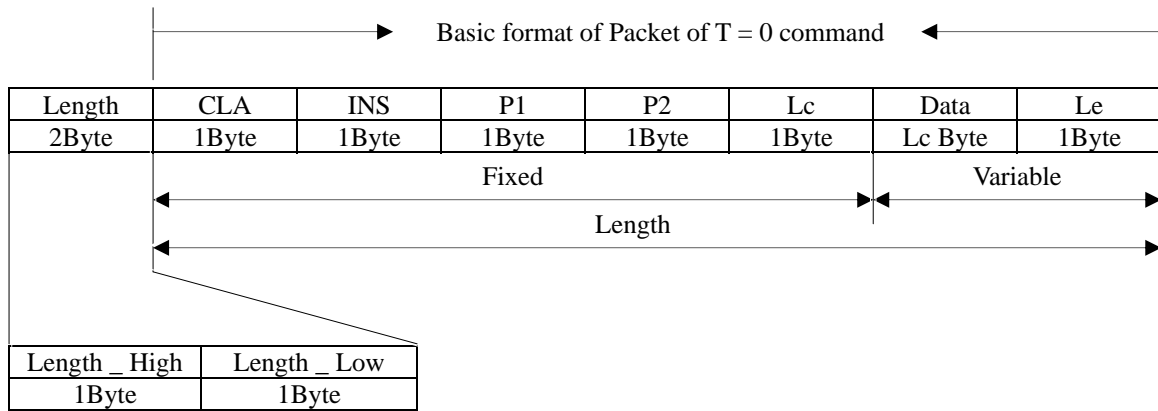 Basic format of Packet of T = 0 command
Length CLA INS P1 P2 Lc Data Le
2Byte 1Byte 1Byte 1Byte 1Byte 1Byte Lc Byte 1Byte
Fixed Variable
Length
Length _ High Length _ Low
1Byte 1Byte